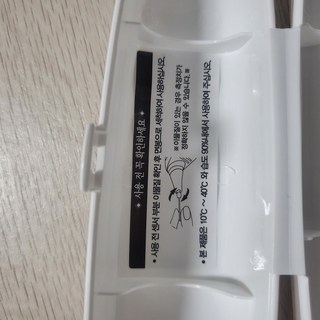 ★ 사용 전 꼭 확인하세요 ★
• 사용 전 센서 부분 이물질 확인 후 면봉으로 세척하여 사용하십시오.
※ 이물질이 있는 경우 측정치가
정확하지 않을 수 있습니다.※
• 본 제품은 10℃ ~ 40℃ 와 습도 90%내에서 사용하여 주십시오.